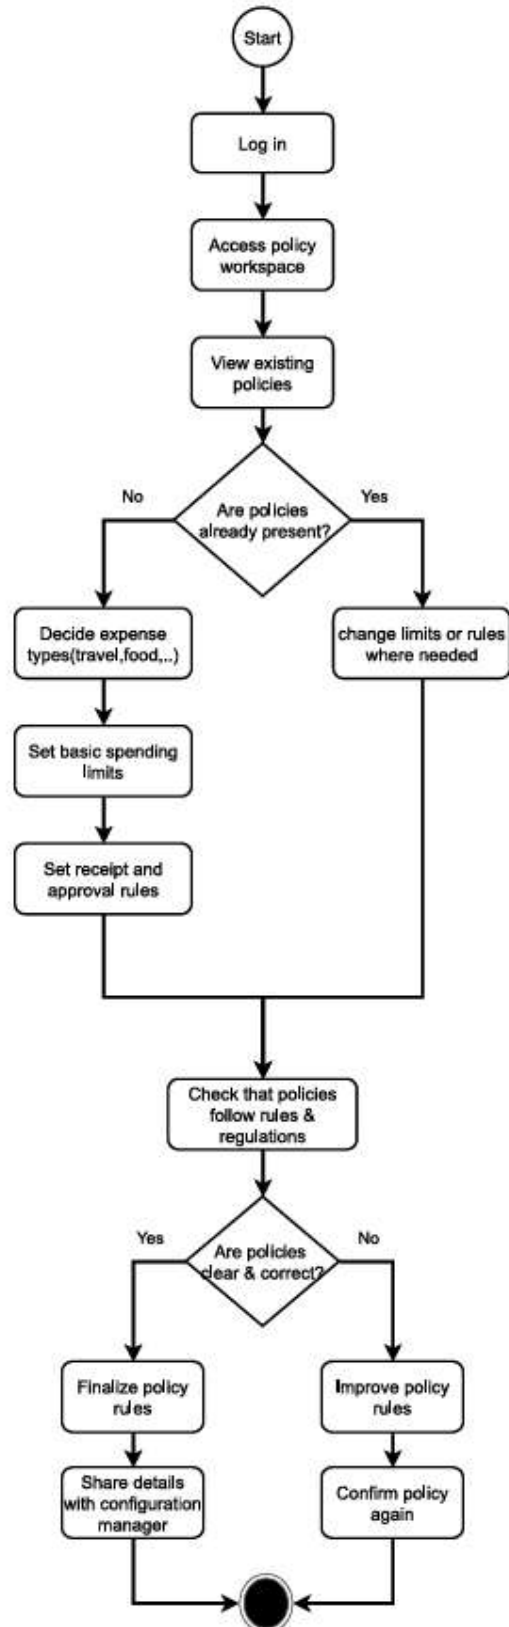 Start
Log in
Access policy
workspace
View existing
policies
No
Are policies
already present?
Yes
Decide expense
types(travel,food,..)
change limits or rules
where needed
Set basic spending
limits
Set receipt and
approval rules
Check that policies
follow rules &
regulations
Yes
Are policies
clear & correct?
No
Finalize policy
rules
Improve policy
rules
Share details
with configuration
manager
Confirm policy
again